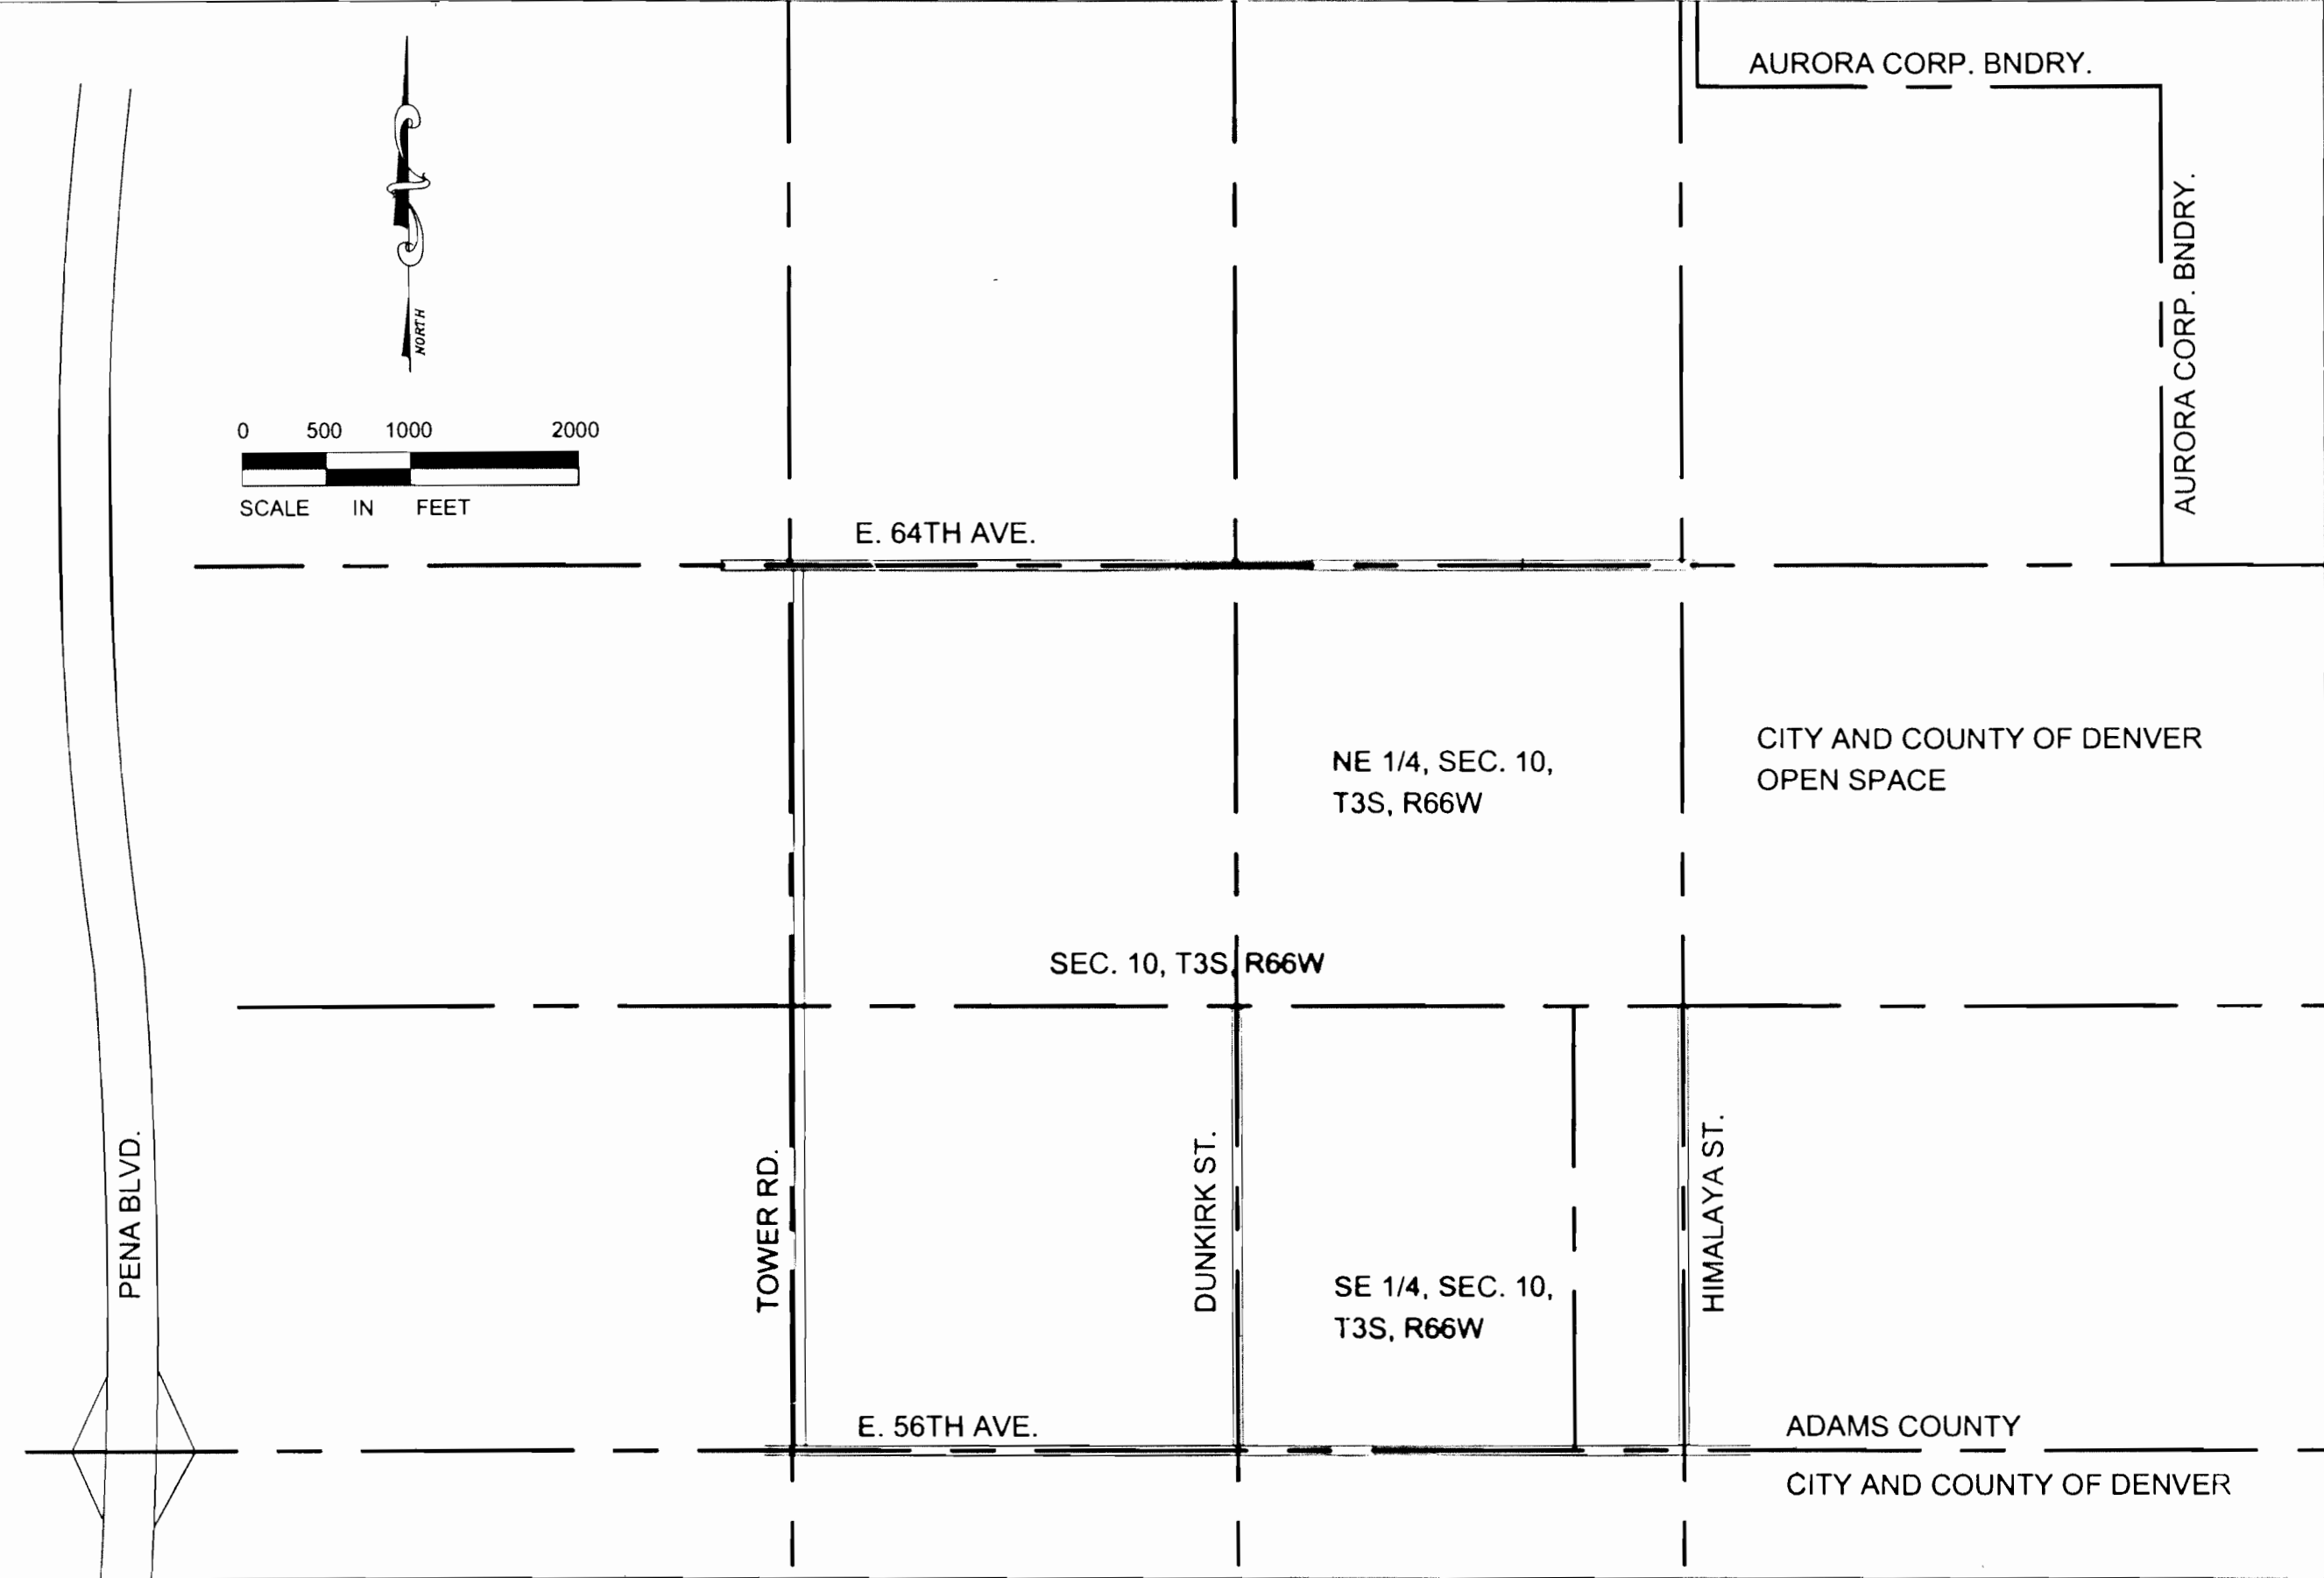 AURORA CORP. BNDRY.
AURORA CORP. BNDRY.
NORTH
0 500 1000 2000
SCALE IN FEET
E. 64TH AVE.
NE 1/4, SEC. 10,
T3S, R66W
CITY AND COUNTY OF DENVER
OPEN SPACE
SEC. 10, T3S, R66W
PENA BLVD.
TOWER RD.
DUNKIRK ST.
HIMALAYA ST.
SE 1/4, SEC. 10,
T3S, R66W
E. 56TH AVE.
ADAMS COUNTY
CITY AND COUNTY OF DENVER